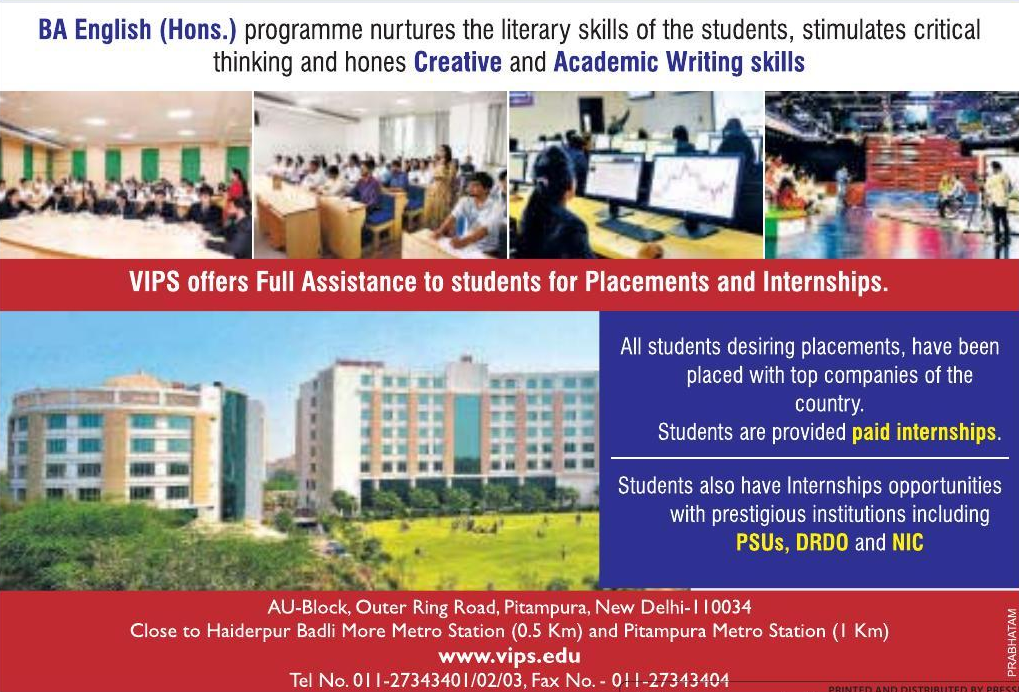 BA English (Hons.) programme nurtures the literary skills of the students, stimulates critical
thinking and hones Creative and Academic Writing skills
VIPS offers Full Assistance to students for Placements and Internships.
All students desiring placements, have been
placed with top companies of the
country.
Students are provided paid internships.
Students also have Internships opportunities
with prestigious institutions including
PSUs, DRDO and NIC
AU-Block, Outer Ring Road, Pitampura, New Delhi-110034
Close to Haiderpur Badli More Metro Station (0.5 Km) and Pitampura Metro Station (1 Km)
www.vips.edu
Tel No. 011-27343401/02/03, Fax No. - 011-27343404
PRABHATAM
PRINTED AND DISTRIBUTED BY PRESS